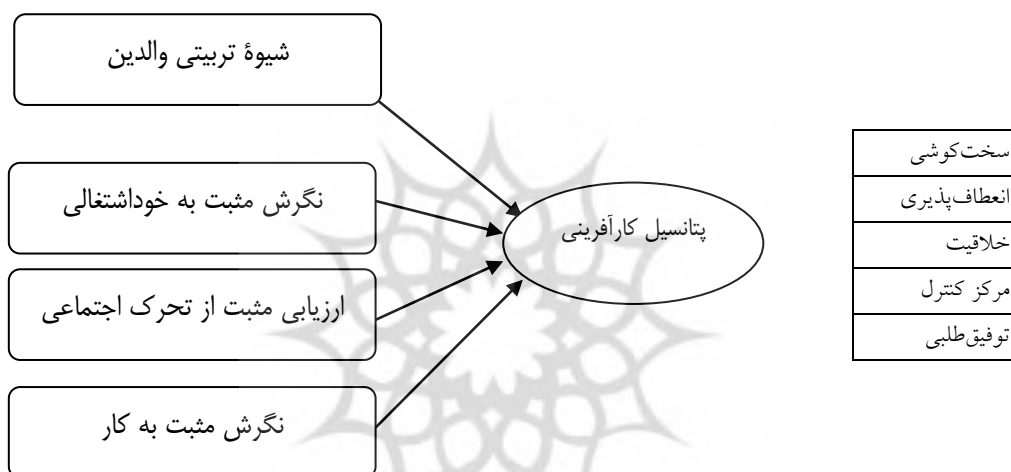 شیوۀ تربیتی والدین
نگرش مثبت به خوداشتغالی
ارزیابی مثبت از تحرک اجتماعی
نگرش مثبت به کار
پتانسیل کارآفرینی
سخت‌کوشی
انعطاف‌پذیری
خلاقیت
مرکز کنترل
توفیق‌طلبی